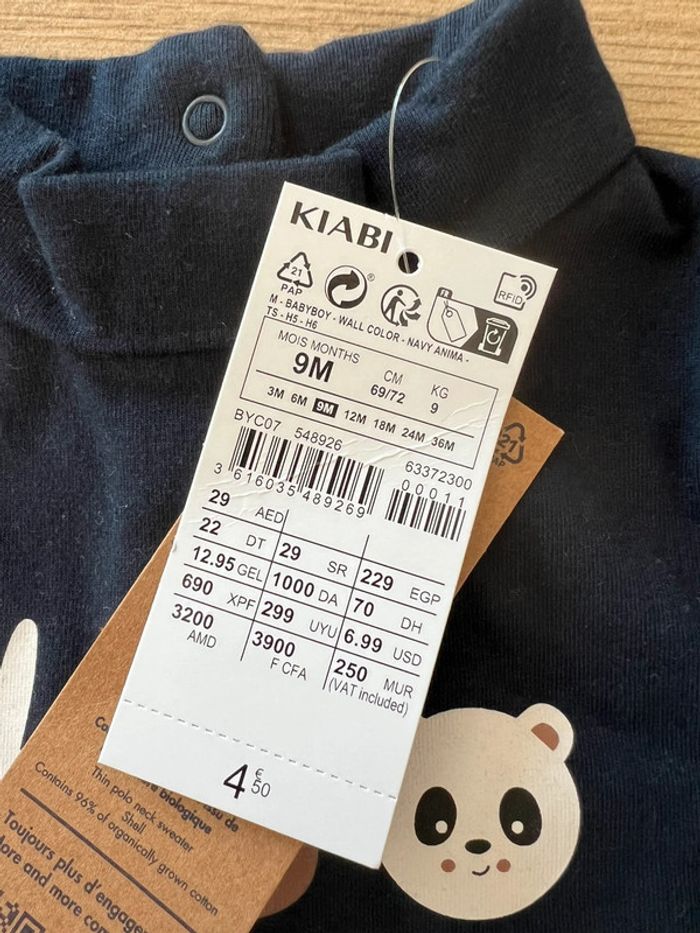 KIABI
21
PAP
RFID
M - BABYBOY - WALL COLOR - NAVY ANIMA -
TS - H5 - H6
MOIS MONTHS CM KG
9M 69/72 9
3M 6M 9M 12M 18M 24M 36M
BYC07 548926 63372300
00011
3 616035 489269
29 AED
22 DT 29 SR 229 EGP
12.95 GEL 1000 DA 70 DH
690 XPF 299 UYU 6.99 USD
3200 AMD 3900 F CFA 250 MUR
(VAT included)
4 €50
21
biologique
Thin polo neck sweater
Shell
Contains 96% of organically grown cotton
Toujours plus d'engage
More and more com